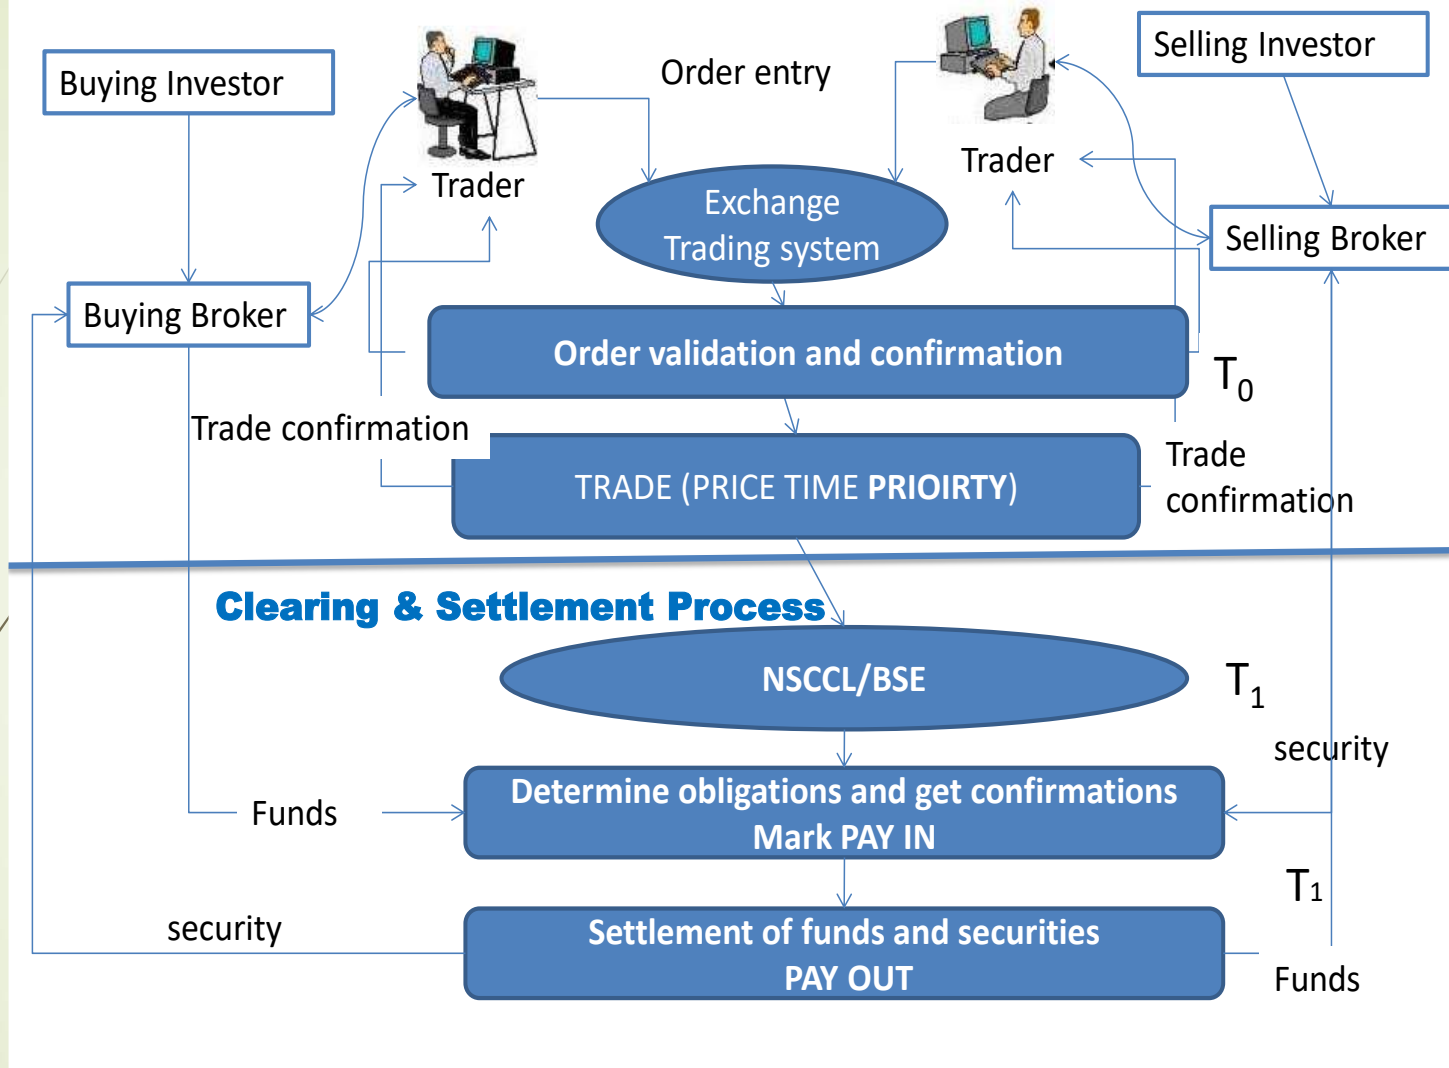 Buying Investor
Order entry
Selling Investor
Trader
Trader
Exchange
Trading system
Selling Broker
Buying Broker
Order validation and confirmation
T0
Trade confirmation
TRADE (PRICE TIME PRIOIRTY)
Trade
confirmation
Clearing & Settlement Process
NSCCL/BSE
T1
security
Determine obligations and get confirmations
Mark PAY IN
Funds
T1
security
Settlement of funds and securities
PAY OUT
Funds